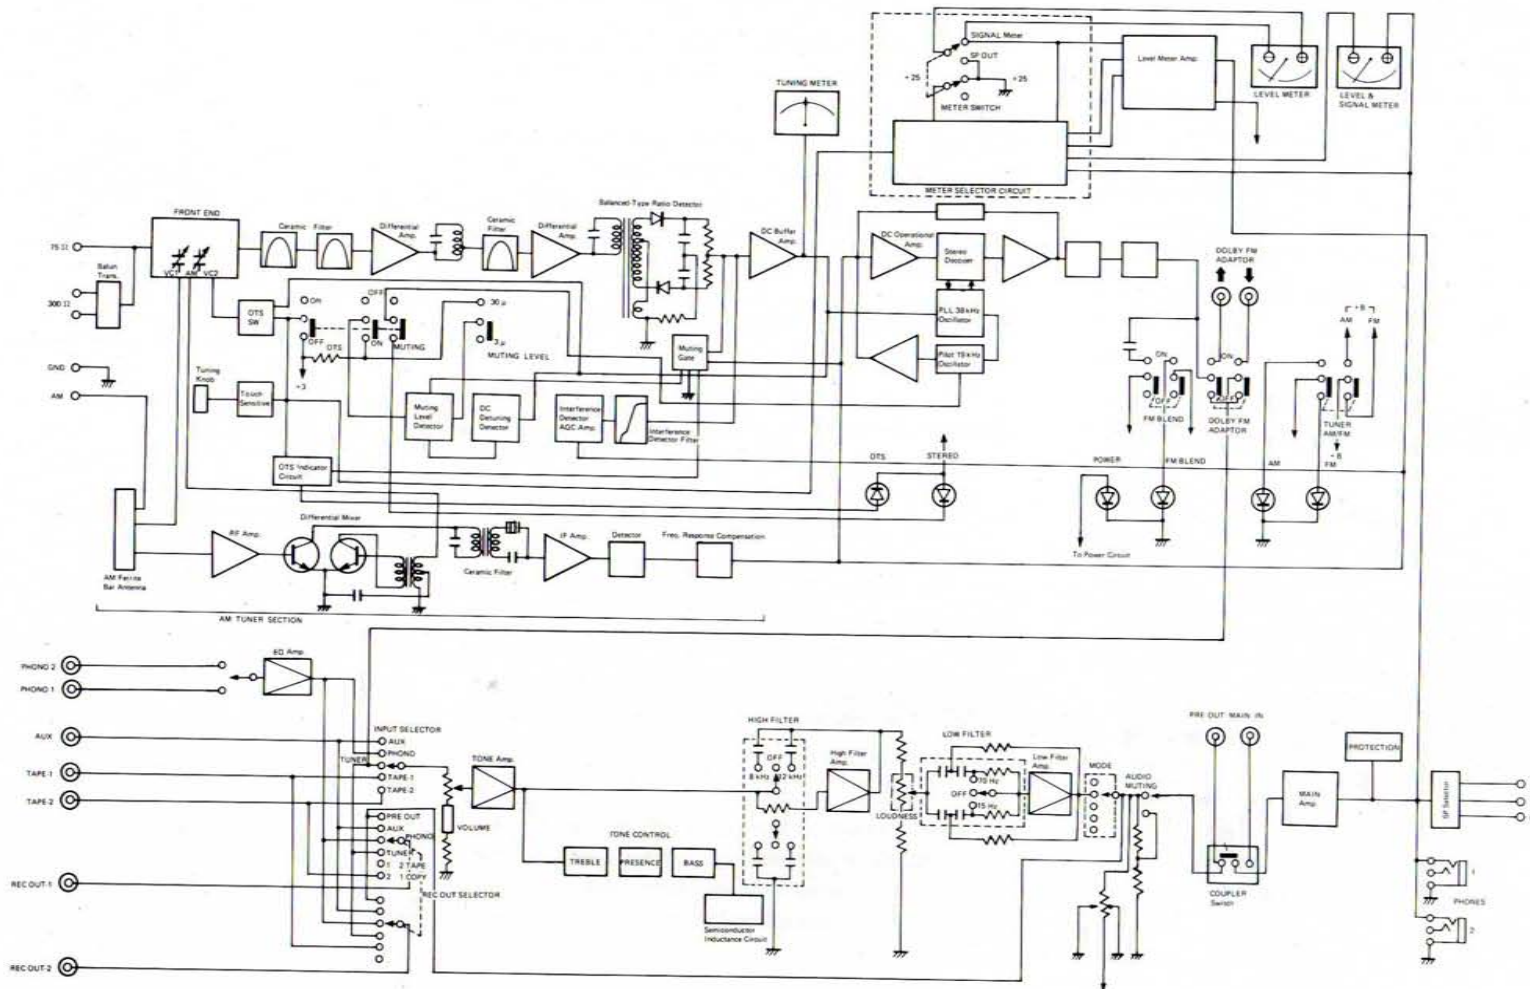 SIGNAL Meter
SP OUT
+25
+25
METER SWITCH
Level Meter Amp.
LEVEL METER
LEVEL &
SIGNAL METER
TUNING METER
METER SELECTOR CIRCUIT
Balanced-Type Ratio Detector
FRONT END
Ceramic Filter
Differential
Amp.
Ceramic
Filter
Differential
Amp.
DC Buffer
Amp.
DC Operational
Amp.
Stereo
DOLBY FM
ADAPTOR
75 Ω
VC1 AM VC2
Balun
Trans.
300 Ω
OTS
SW
ON
OFF
OFF
ON
OTS
MUTING
30 μ
3 μ
MUTING LEVEL
+3
PLL 38 kHz
Oscillator
Pilot 19 kHz
Oscillator
Muting
Gate
+B
AM
FM
GND
AM
Tuning
Knob
Touch
Sensitive
Muting
Level
Detector
DC
Detuning
Detector
Interference
Detector
AQC Amp.
Interference
Detector Filter
ON
OFF
FM BLEND
ON
OFF
DOLBY FM
ADAPTOR
TUNER
AM/FM
+B
OTS Indicator
Circuit
OTS
STEREO
POWER
FM BLEND
AM
FM
To Power Circuit
Differential Mixer
RF Amp.
Ceramic Filter
IF Amp.
Detector
Freq. Response Compensation
AM Ferrite
Bar Antenna
AM TUNER SECTION
PHONO 2
PHONO 1
EQ Amp.
AUX
TAPE-1
TAPE-2
REC OUT-1
REC OUT-2
INPUT SELECTOR
AUX
PHONO
TUNER
TAPE-1
TAPE-2
PRE OUT
AUX
PHONO
TUNER
1 2 TAPE
2 1 COPY
REC OUT SELECTOR
VOLUME
TONE Amp.
TONE CONTROL
TREBLE
PRESENCE
BASS
Semiconductor
Inductance Circuit
HIGH FILTER
OFF
8 kHz
12 kHz
High Filter
Amp.
LOUDNESS
LOW FILTER
70 Hz
OFF
15 Hz
Low Filter
Amp.
MODE
AUDIO
MUTING
PRE OUT MAIN IN
COUPLER
Switch
MAIN
Amp.
PROTECTION
SP Selector
1
PHONES
2